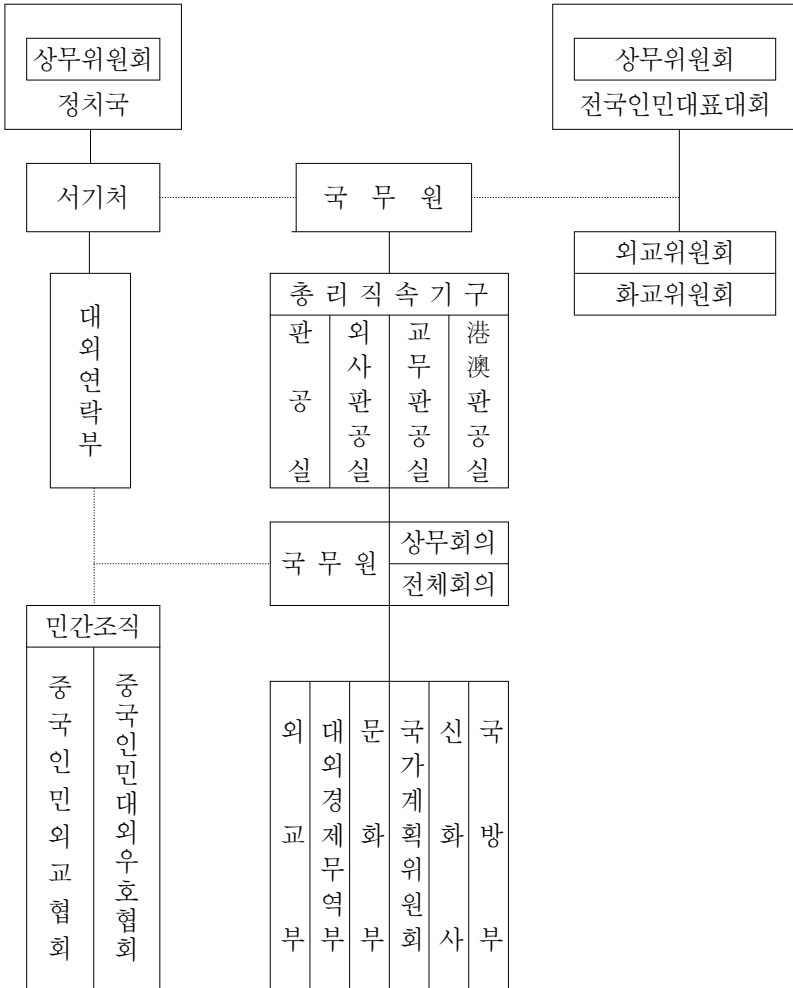 상무위원회
정치국
상무위원회
전국인민대표대회
서기처
국 무 원
외교위원회
화교위원회
총 리 직 속 기 구
판 공 실
외사판공실
교무판공실
港澳판공실
대외연락부
국 무 원
상무회의
전체회의
민간조직
중국인민외교협회
중국인민대외우호협회
외 교 부
대외경제무역부
문 화 부
국가계획위원회
신 화 사
국 방 부